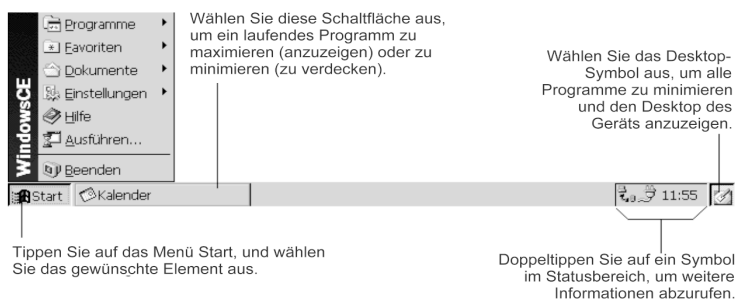 Programme
Favoriten
Dokumente
Einstellungen
Hilfe
Ausführen...
Beenden
WindowsCE
Start
Kalender
11:55
Wählen Sie diese Schaltfläche aus,
um ein laufendes Programm zu
maximieren (anzuzeigen) oder zu
minimieren (zu verdecken).
Wählen Sie das Desktop-
Symbol aus, um alle
Programme zu minimieren
und den Desktop des
Geräts anzuzeigen.
Tippen Sie auf das Menü Start, und wählen
Sie das gewünschte Element aus.
Doppeltippen Sie auf ein Symbol
im Statusbereich, um weitere
Informationen abzurufen.